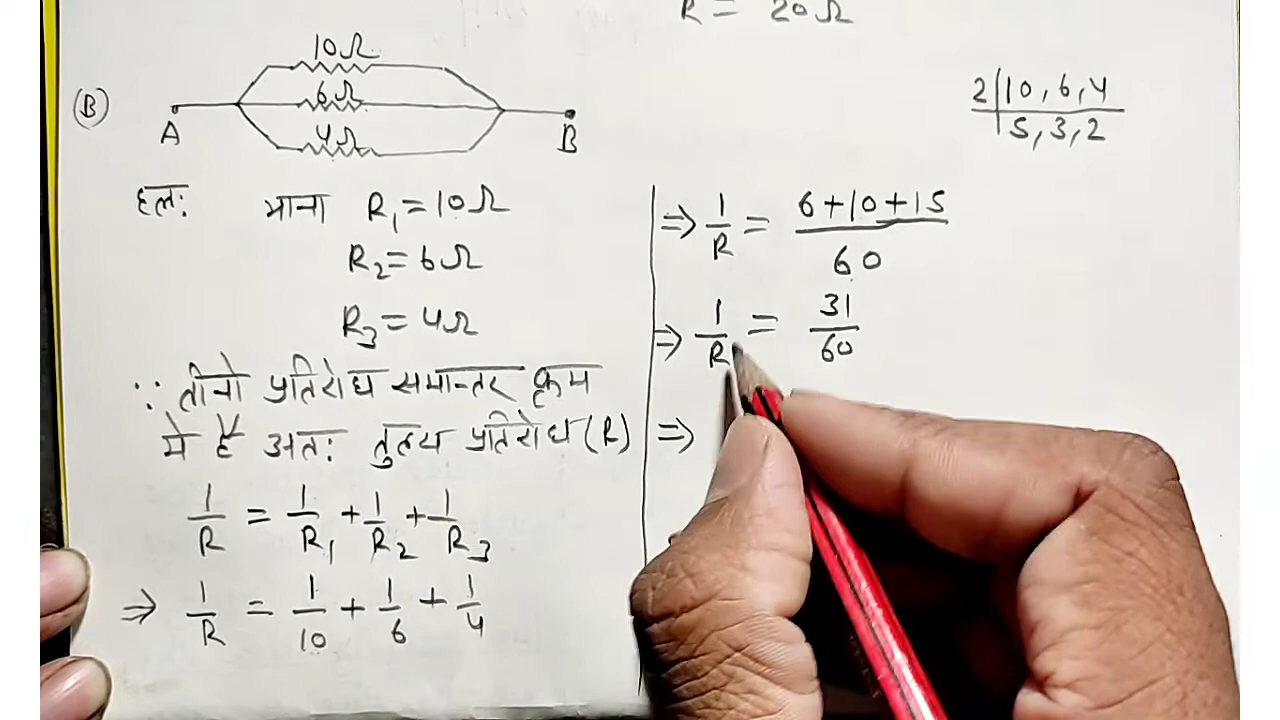 R = 20Ω
(B)
10Ω
6Ω
4Ω
A
B
2 | 10, 6, 4
5, 3, 2
हलः माना R₁ = 10Ω
R₂ = 6Ω
R₃ = 4Ω
∵ तीनो प्रतिरोध समान्तर क्रम
मे हैं अतः तुल्य प्रतिरोध (R)
1/R = 1/R₁ + 1/R₂ + 1/R₃
⇒ 1/R = 1/10 + 1/6 + 1/4
⇒ 1/R = 6+10+15/60
⇒ 1/R = 31/60
⇒